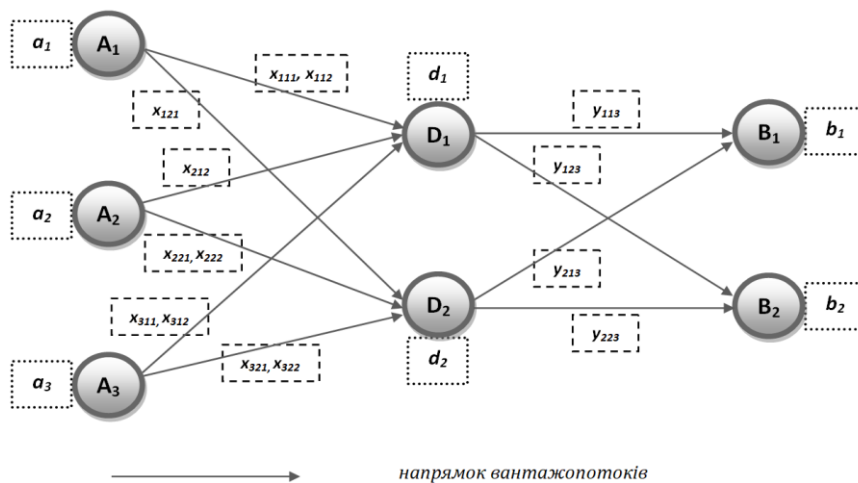 a₁
A₁
x₁₁₁, x₁₁₂
d₁
x₁₂₁
D₁
y₁₁₃
B₁
b₁
x₂₁₂
y₁₂₃
a₂
A₂
x₂₂₁, x₂₂₂
y₂₁₃
D₂
B₂
b₂
x₃₁₁, x₃₁₂
y₂₂₃
d₂
x₃₂₁, x₃₂₂
a₃
A₃
напрямок вантажопотоків